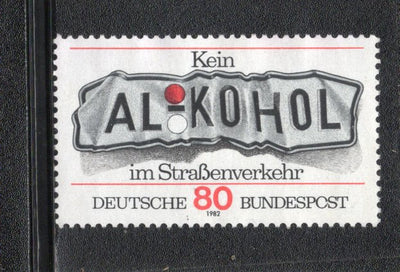 Kein
AL-KOHOL
im Straßenverkehr
DEUTSCHE 80 BUNDESPOST
1982